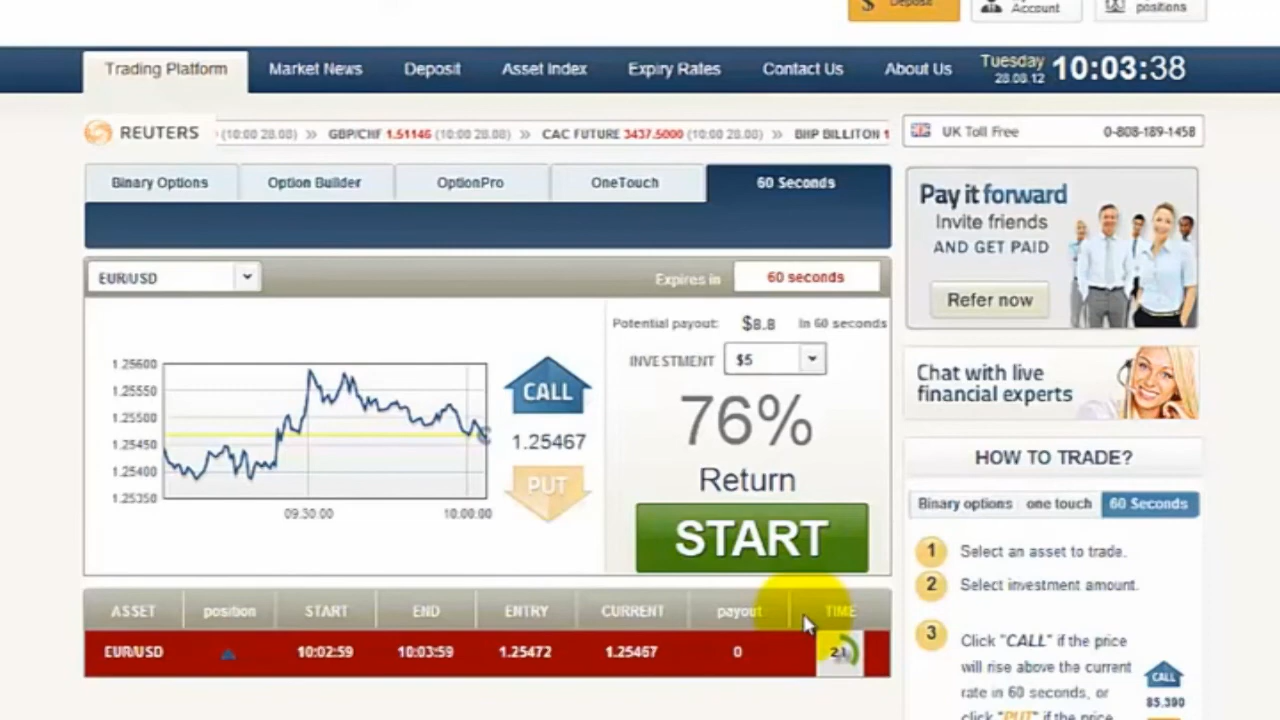 $ Deposit
Account
positions
Trading Platform Market News Deposit Asset Index Expiry Rates Contact Us About Us Tuesday 28.08.12 10:03:38
REUTERS (10:00 28.08) » GBP/CHF 1.51146 (10:00 28.08) » CAC FUTURE 3437.5000 (10:00 28.08) » BHP BILLITON 1
UK Toll Free 0-808-189-1458
Binary Options Option Builder OptionPro OneTouch 60 Seconds
Pay it forward
Invite friends
AND GET PAID
Refer now
EUR/USD Expires in 60 seconds
Potential payout: $8.8 In 60 seconds
INVESTMENT $5
76%
Return
START
1.25600
1.25550
1.25500
1.25450
1.25400
1.25350
09:30:00 10:00:00
CALL
1.25467
PUT
Chat with live
financial experts
HOW TO TRADE?
Binary options one touch 60 Seconds
1 Select an asset to trade.
2 Select investment amount.
3 Click "CALL" if the price
will rise above the current
rate in 60 seconds, or
click "PUT" if the price
CALL
85.390
ASSET position START END ENTRY CURRENT payout TIME
EUR/USD 10:02:59 10:03:59 1.25472 1.25467 0 21